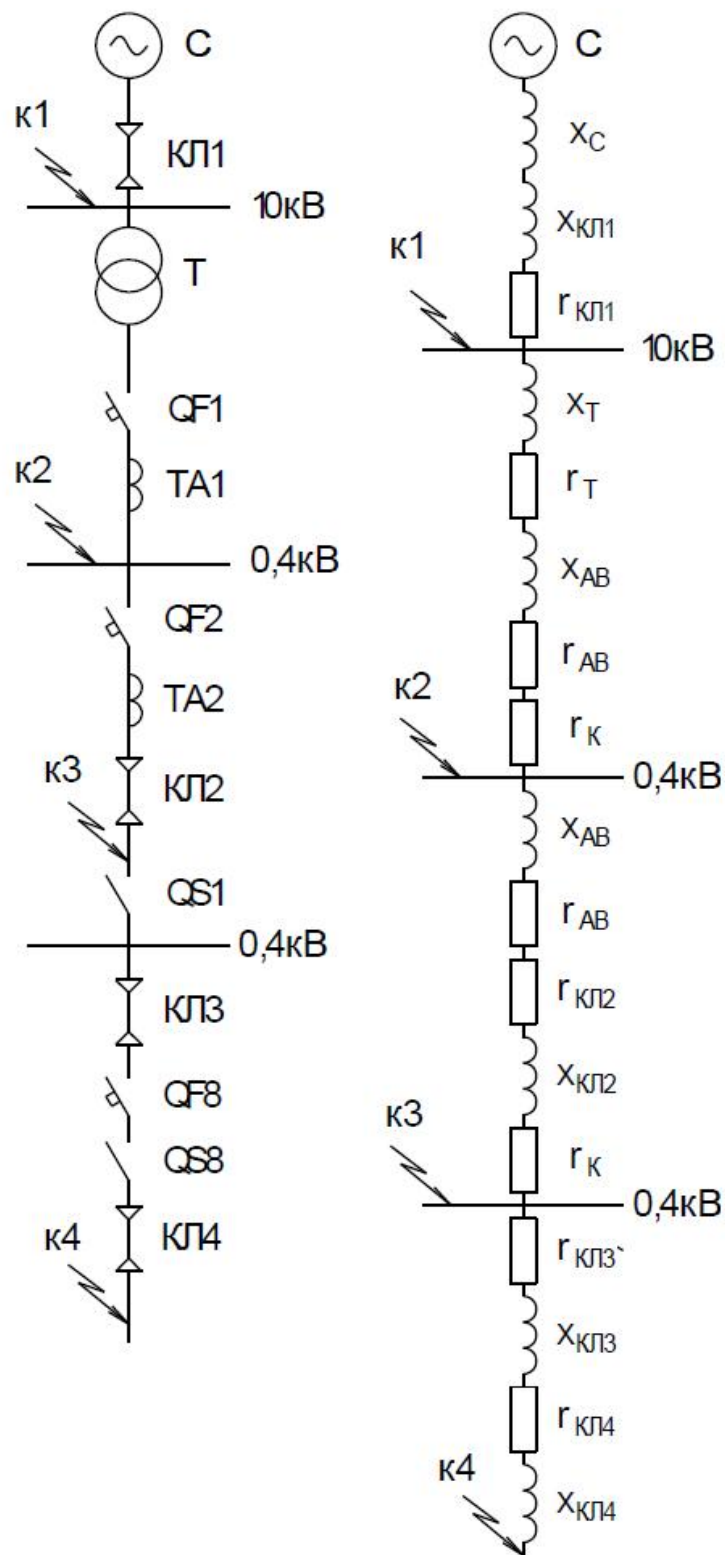 С
к1
КЛ1
10кВ
Т
QF1
к2
ТА1
0,4кВ
QF2
ТА2
к3
КЛ2
QS1
0,4кВ
КЛ3
QF8
QS8
к4
КЛ4
С
xС
xКЛ1
к1
rКЛ1
10кВ
xТ
rТ
xАВ
rАВ
к2
rК
0,4кВ
xАВ
rАВ
rКЛ2
xКЛ2
к3
rК
0,4кВ
rКЛ3`
xКЛ3
rКЛ4
к4
xКЛ4